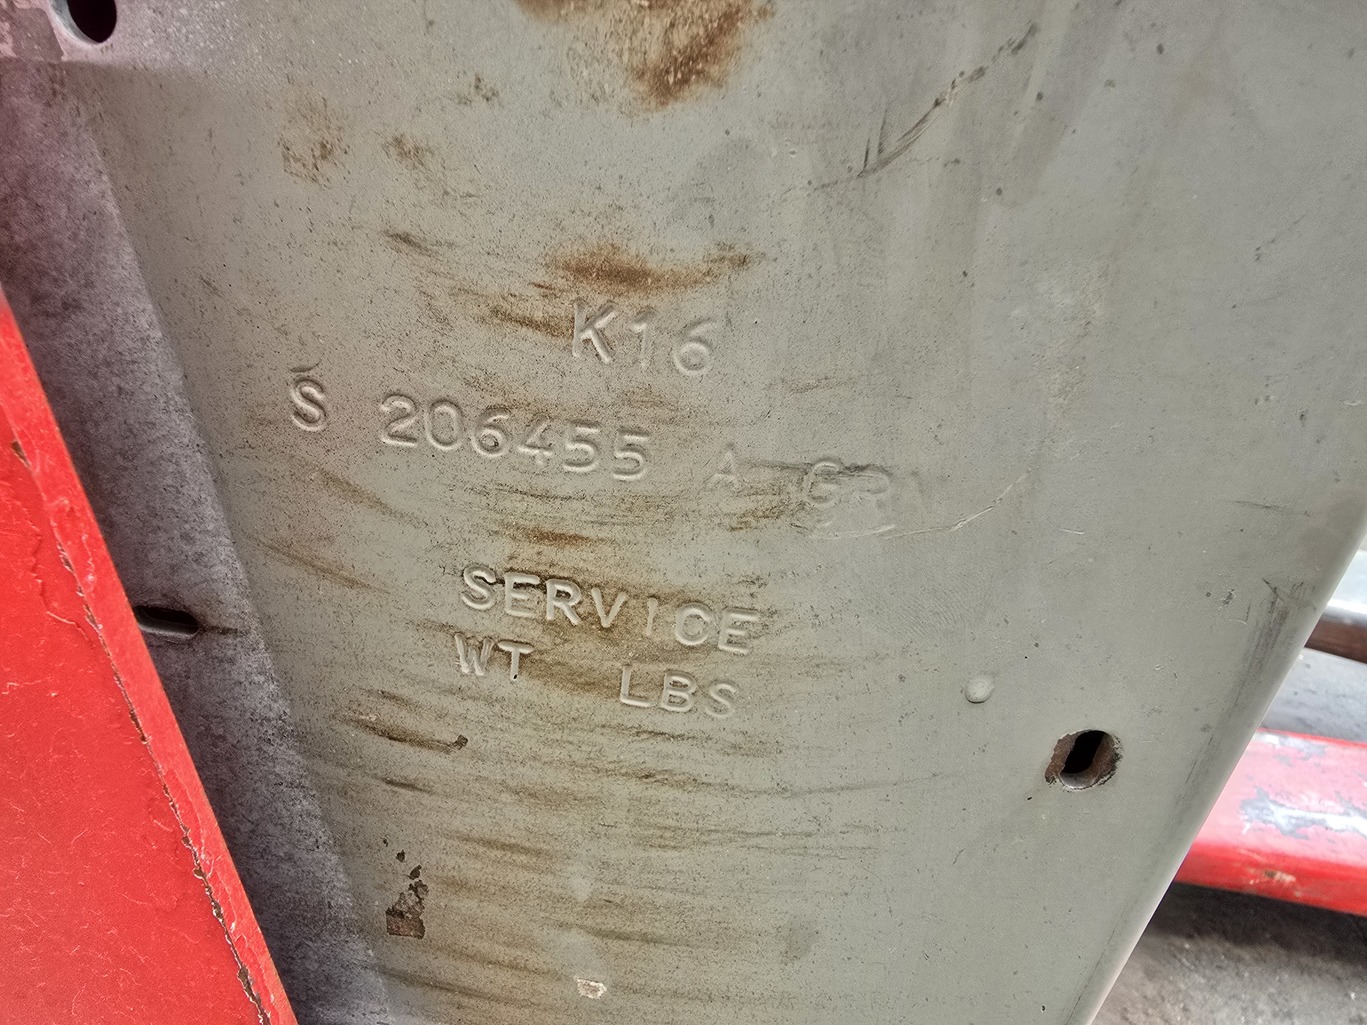 K16
S 206455 A GR
SERVICE
WT LBS